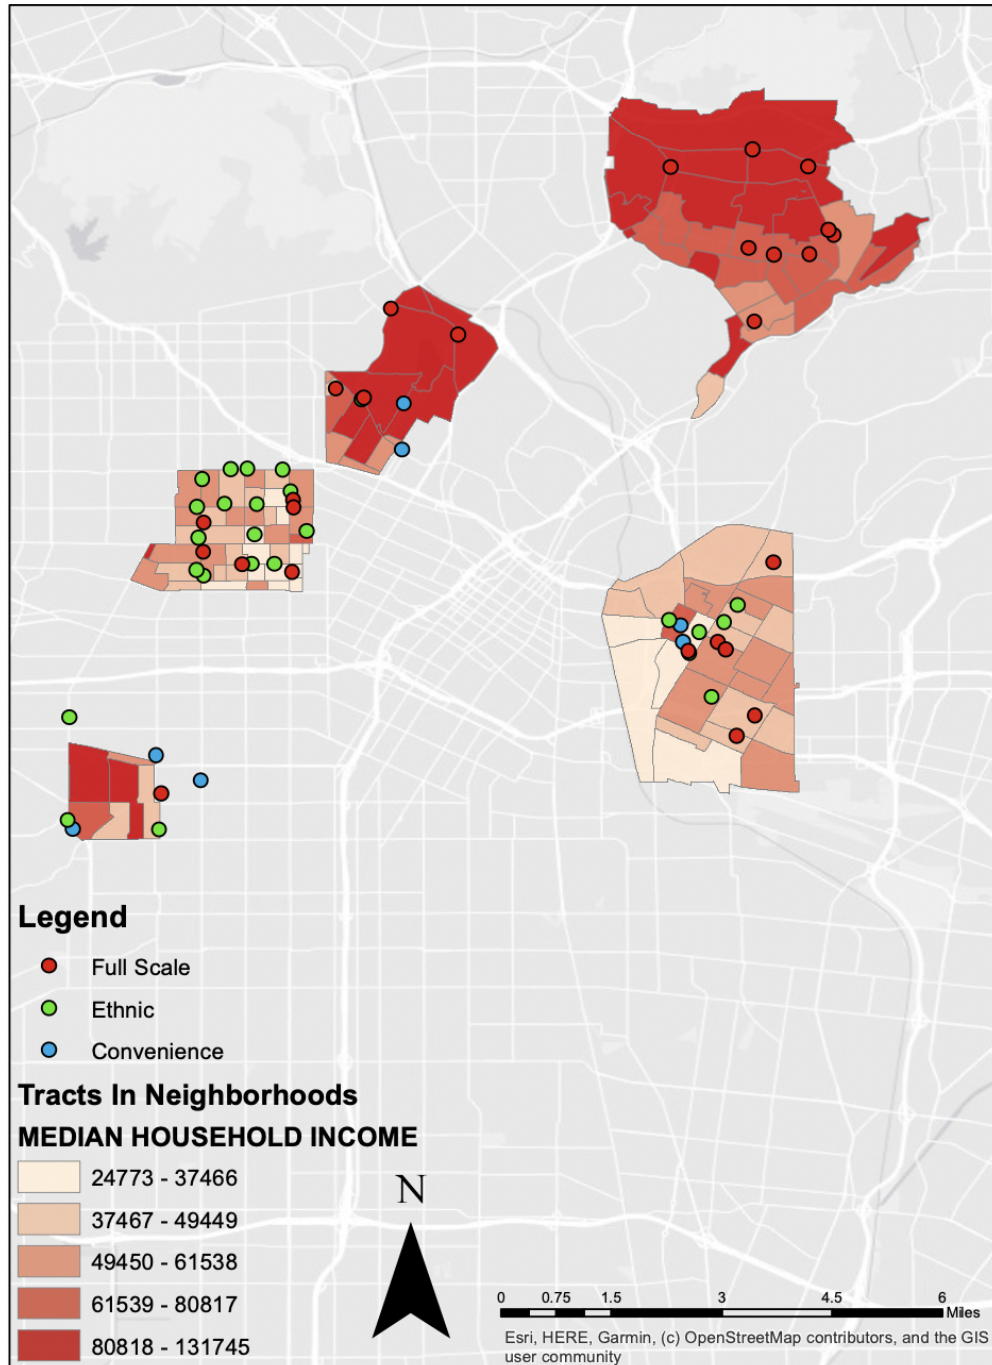 Legend
Full Scale
Ethnic
Convenience
Tracts In Neighborhoods
MEDIAN HOUSEHOLD INCOME
24773 - 37466
37467 - 49449
49450 - 61538
61539 - 80817
80818 - 131745
N
0 0.75 1.5 3 4.5 6
Miles
Esri, HERE, Garmin, (c) OpenStreetMap contributors, and the GIS
user community